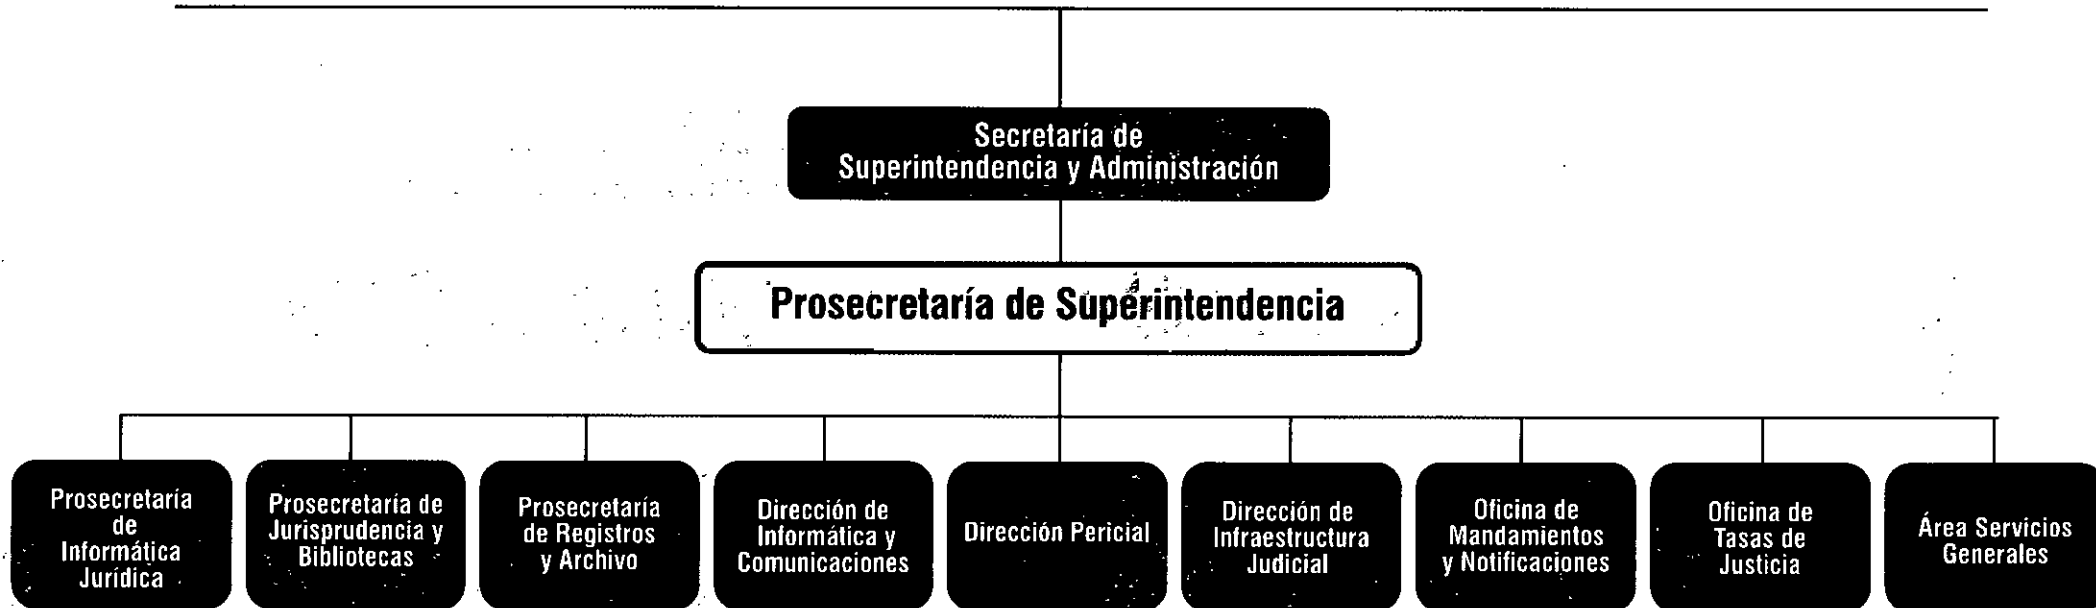 Secretaría de
Superintendencia y Administración
Prosecretaría de Superintendencia
Prosecretaría
de
Informática
Jurídica
Prosecretaría de
Jurisprudencia y
Bibliotecas
Prosecretaría
de Registros
y Archivo
Dirección de
Informática y
Comunicaciones
Dirección Pericial
Dirección de
Infraestructura
Judicial
Oficina de
Mandamientos
y Notificaciones
Oficina de
Tasas de
Justicia
Área Servicios
Generales